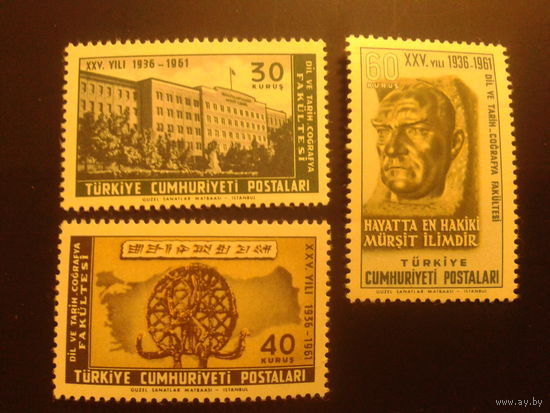 XXV. YILI 1936-1961
30
KURUŞ
DİL VE TARİH, COĞRAFYA
FAKÜLTESİ
TÜRKİYE CUMHURİYETİ POSTALARI
GÜZEL SANATLAR MATBAASI - İSTANBUL
60
KURUŞ
XXV. YILI 1936-1961
DİL VE TARİH_COĞRAFYA FAKÜLTESİ
HAYATTA EN HAKİKİ
MÜRŞİT İLİMDİR
TÜRKİYE
CUMHURİYETİ POSTALARI
GÜZEL SANATLAR MATBAASI - İSTANBUL
DİL VE TARİH, COĞRAFYA
FAKÜLTESİ
XXV. YILI 1936-1961
40
KURUŞ
TÜRKİYE CUMHURİYETİ POSTALARI
GÜZEL SANATLAR MATBAASI - İSTANBUL
www.ay.by